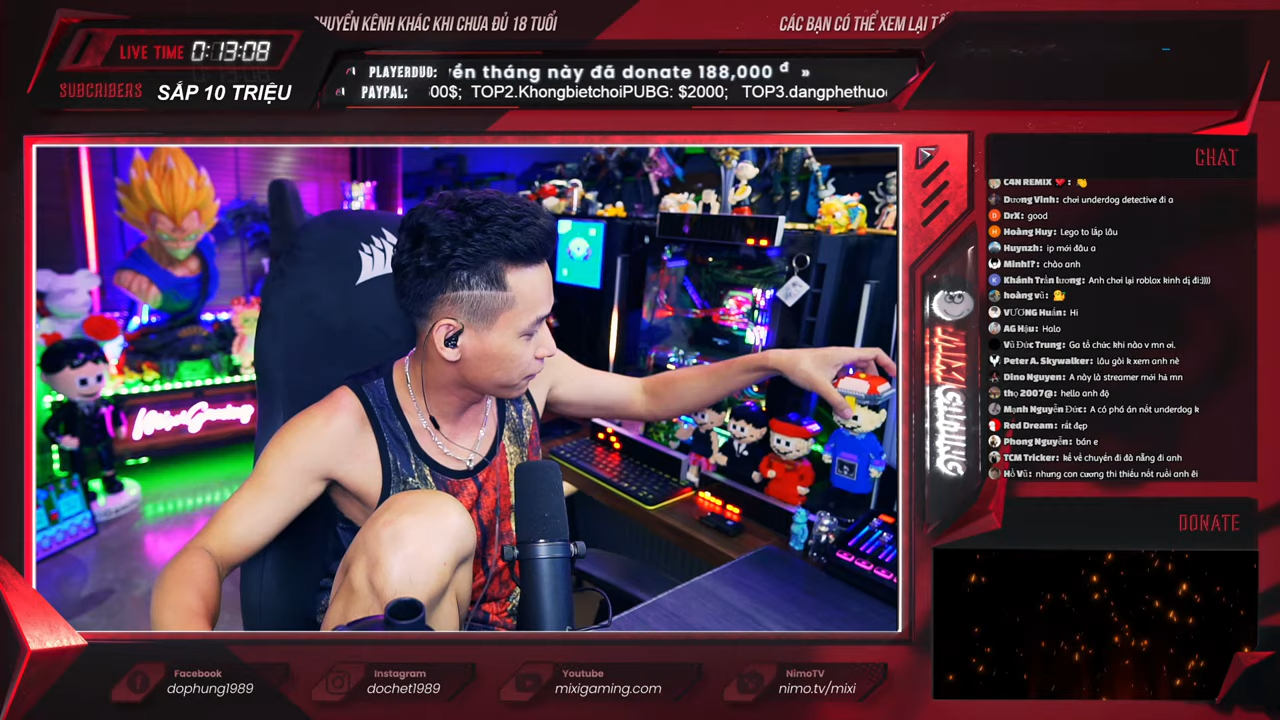 CHUYỂN KÊNH KHÁC KHI CHƯA ĐỦ 18 TUỔI
CÁC BẠN CÓ THỂ XEM LẠI
LIVE TIME 0:13:08
SUBCRIBERS SẮP 10 TRIỆU
PLAYERDUO: tháng này đã donate 188,000 đ »
PAYPAL: 00$; TOP2.KhongbietchoiPUBG: $2000; TOP3.dangphethuo
CHAT
C4N REMIX ❤️ : 👏
Dương Vinh: chơi underdog detective đi a
DrX: good
Hoàng Huy: Lego to lắp lâu
Huynzh: ip mới đâu a
Minh!?: chào anh
Khánh Trần lương: Anh chơi lại roblox kinh dị đi:))))
hoàng vũ:
VƯƠNG Huấn: Hi
AG Hậu: Halo
Vũ Đức Trung: Ga tổ chức khi nào v mn ơi.
Peter A. Skywalker: lâu gòi k xem anh nè
Dino Nguyen: A này là streamer mới hả mn
thọ 2007@: hello anh độ
Mạnh Nguyễn Đức: A có phá án nốt underdog k
Red Dream: rất đẹp
Phong Nguyễn: bán e
TCM Tricker: kể về chuyến đi đà nẵng đi anh
Hồ Vũ: nhưng con cương thi thiếu nốt ruồi anh êi
MixiGaming
MIXIGAMING
DONATE
Facebook
dophung1989
Instagram
dochet1989
Youtube
mixigaming.com
NimoTV
nimo.tv/mixi